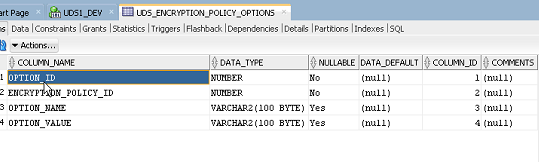 art Page UDS1_DEV UDS_ENCRYPTION_POLICY_OPTIONS
ns Data Constraints Grants Statistics Triggers Flashback Dependencies Details Partitions Indexes SQL
Actions...
COLUMN_NAME DATA_TYPE NULLABLE DATA_DEFAULT COLUMN_ID COMMENTS
1 OPTION_ID NUMBER No (null) 1 (null)
2 ENCRYPTION_POLICY_ID NUMBER No (null) 2 (null)
3 OPTION_NAME VARCHAR2(100 BYTE) Yes (null) 3 (null)
4 OPTION_VALUE VARCHAR2(100 BYTE) Yes (null) 4 (null)